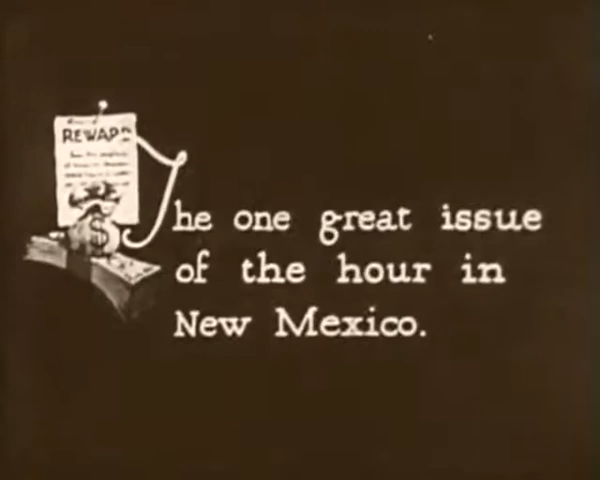 REWARD
The one great issue
of the hour in
New Mexico.